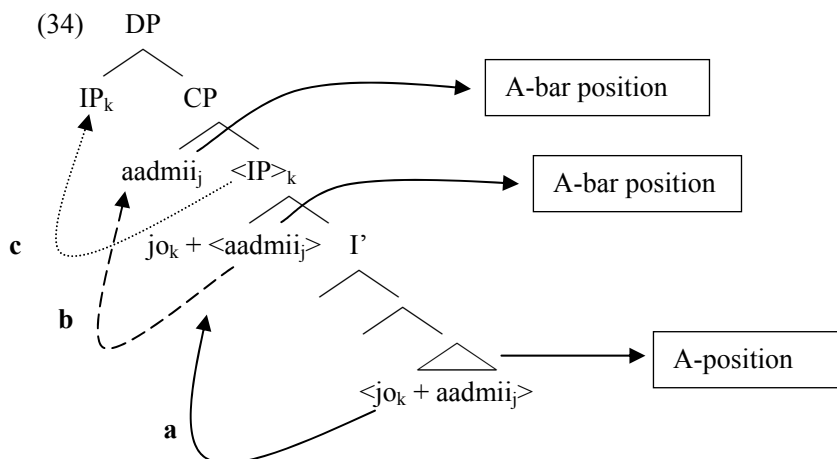 (34) DP
IPk CP A-bar position
aadmiij <IP>k
A-bar position
c jok + <aadmiij> I’
b
A-position
<jok + aadmiij>
a